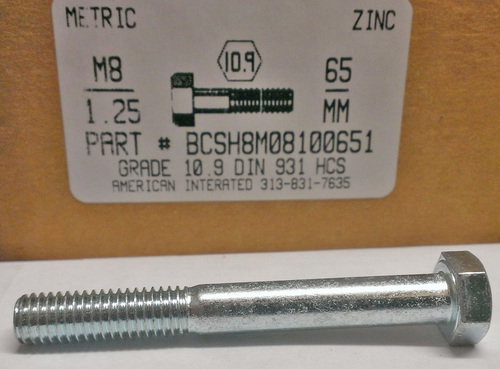 METRIC ZINC
10.9
M8 65
1.25 MM
PART # BCSH8M08100651
GRADE 10.9 DIN 931 HCS
AMERICAN INTERATED 313-831-7635